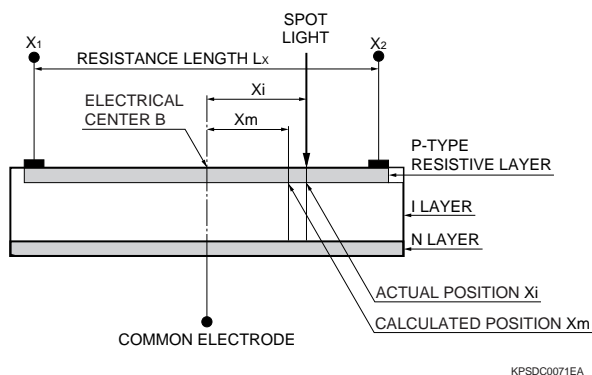 SPOT
LIGHT
X1
X2
RESISTANCE LENGTH LX
ELECTRICAL
CENTER B
Xi
Xm
P-TYPE
RESISTIVE LAYER
I LAYER
N LAYER
ACTUAL POSITION Xi
CALCULATED POSITION Xm
COMMON ELECTRODE
KPSDC0071EA